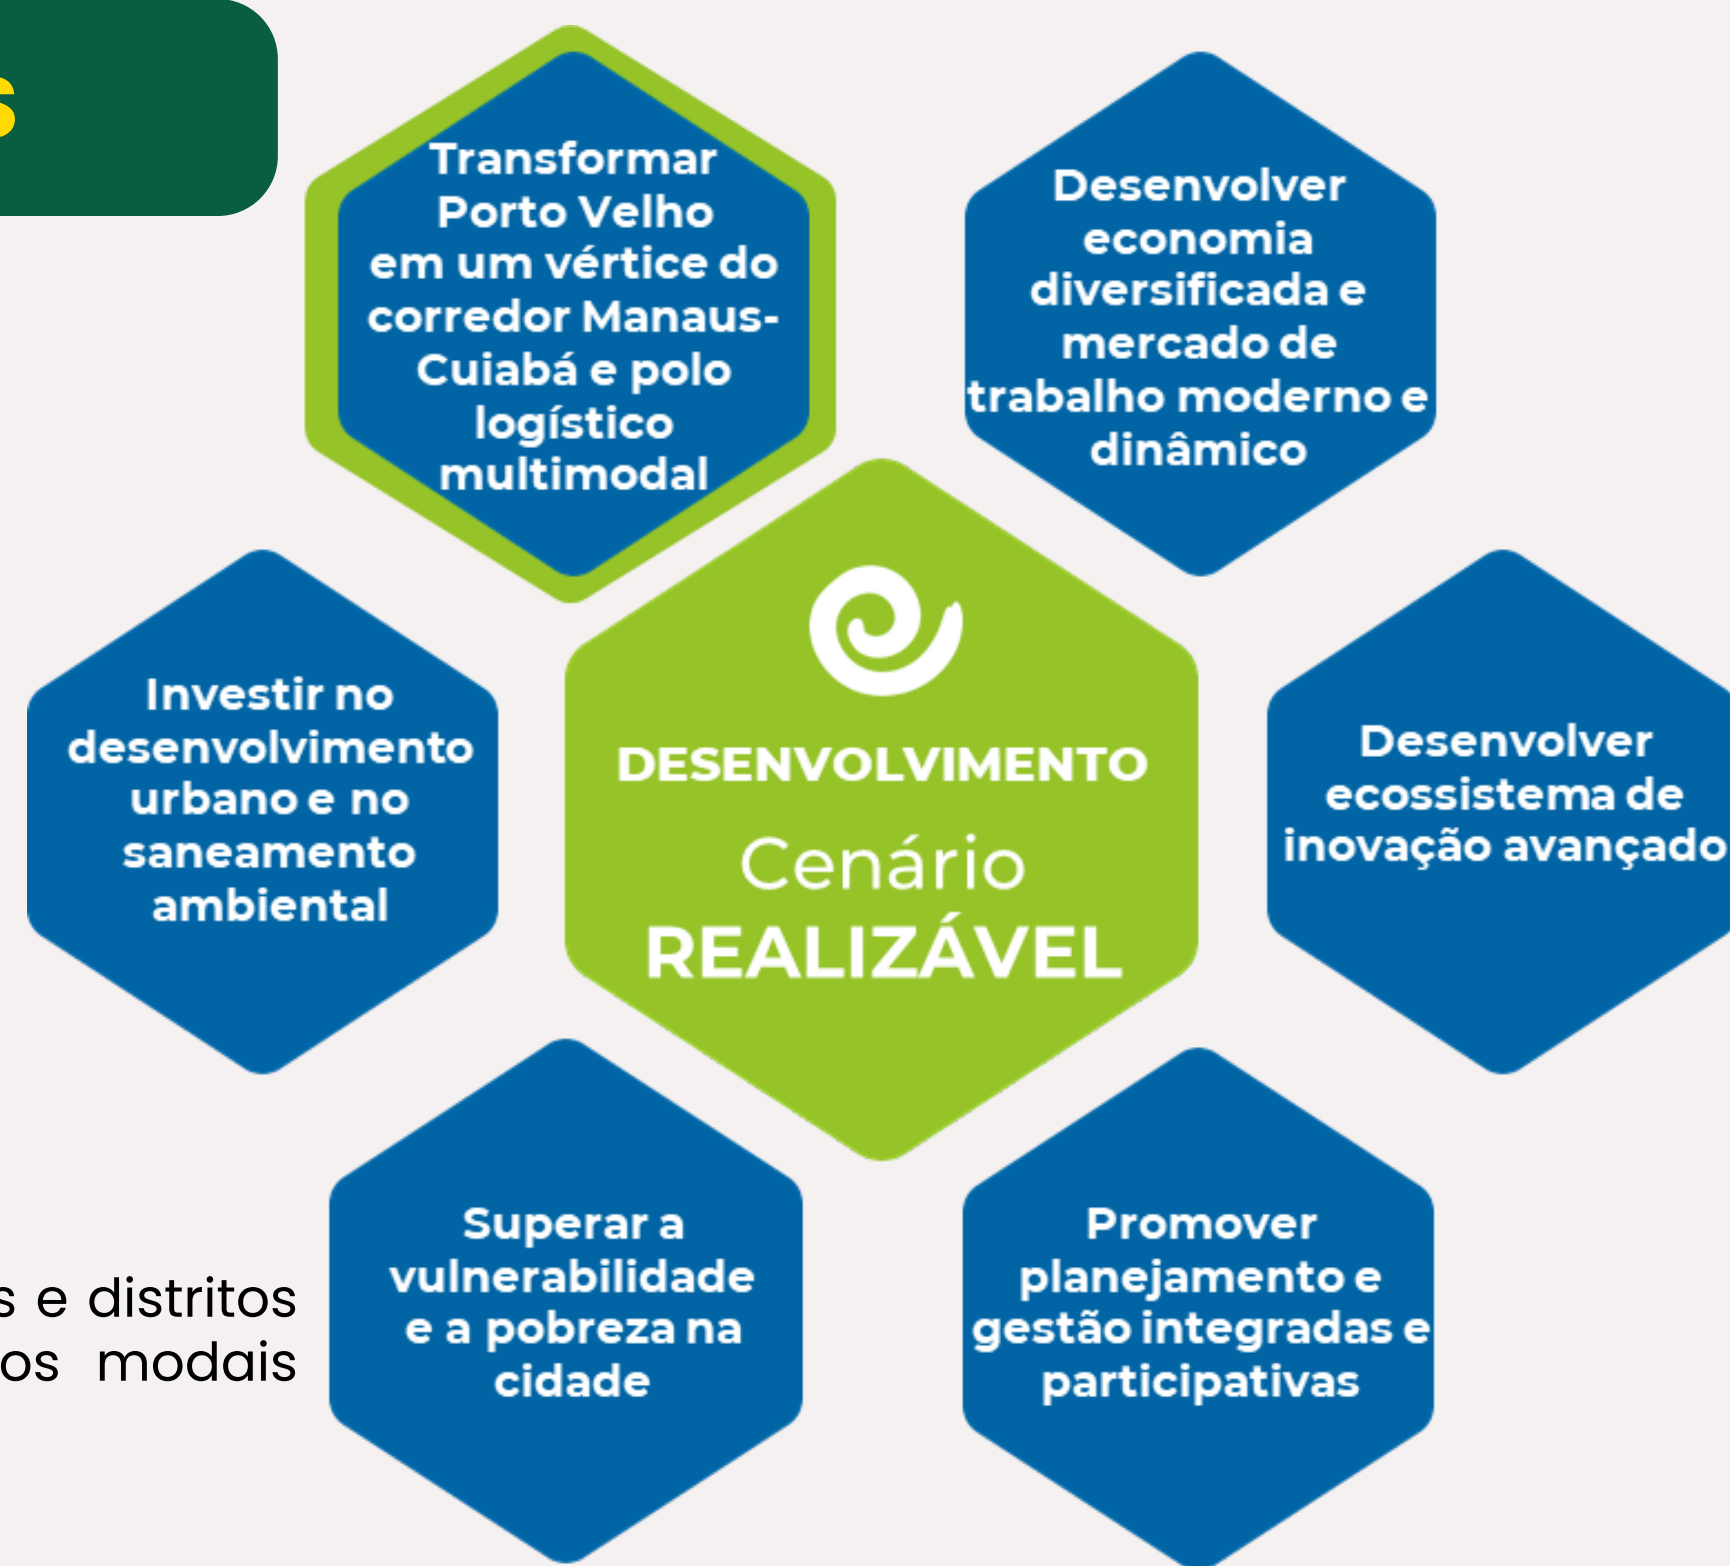 s
Transformar
Porto Velho
em um vértice do
corredor Manaus-
Cuiabá e polo
logístico
multimodal
Desenvolver
economia
diversificada e
mercado de
trabalho moderno e
dinâmico
Investir no
desenvolvimento
urbano e no
saneamento
ambiental
DESENVOLVIMENTO
Cenário
REALIZÁVEL
Desenvolver
ecossistema de
inovação avançado
s e distritos
os modais
Superar a
vulnerabilidade
e a pobreza na
cidade
Promover
planejamento e
gestão integradas e
participativas